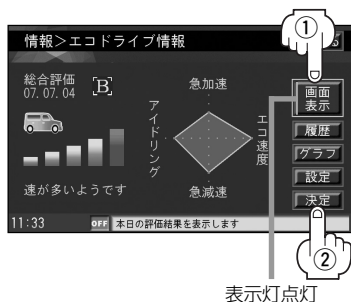 ①
情報>エコドライブ情報
総合評価
07.07.04 [B]
急加速
アイドリング
エコ速度
急減速
速が多いようです
画面
表示
履歴
グラフ
設定
決定
11:33 OFF 本日の評価結果を表示します
②
表示灯点灯